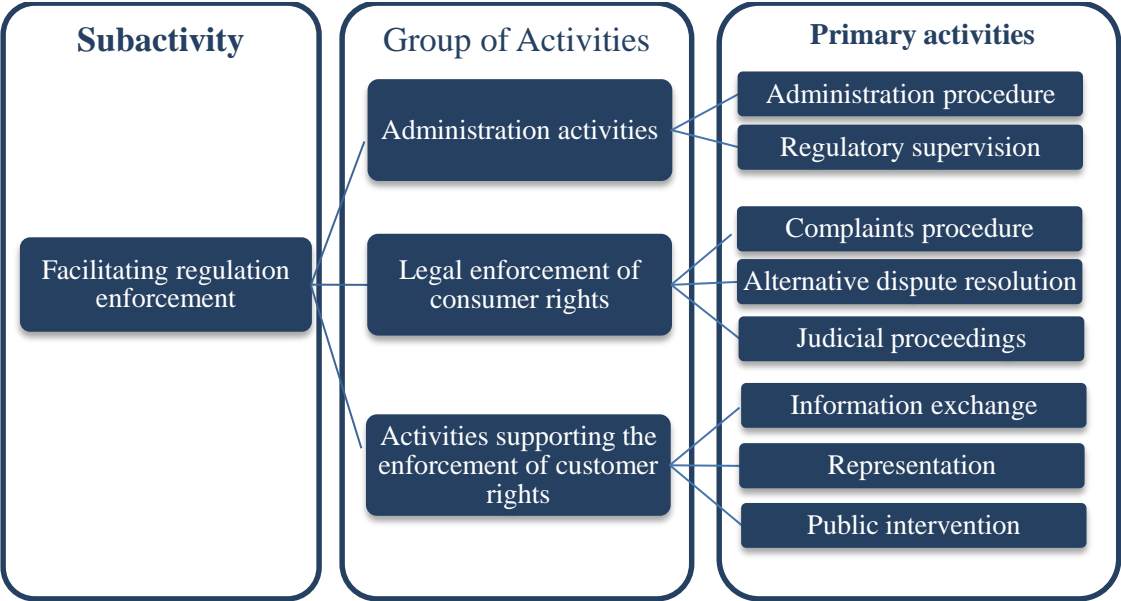 Subactivity
Facilitating regulation
enforcement
Group of Activities
Administration activities
Legal enforcement of
consumer rights
Activities supporting the
enforcement of customer
rights
Primary activities
Administration procedure
Regulatory supervision
Complaints procedure
Alternative dispute resolution
Judicial proceedings
Information exchange
Representation
Public intervention